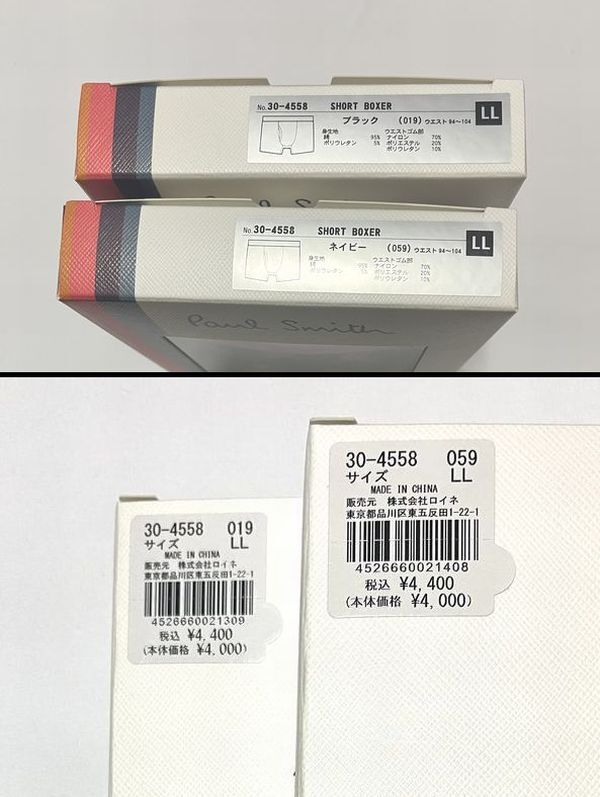 No.30-4558 SHORT BOXER LL
ブラック (019) ウエスト 94～104
身生地 ウエストゴム部
綿 95% ナイロン 70%
ポリウレタン 5% ポリエステル 20%
ポリウレタン 10%
No.30-4558 SHORT BOXER LL
ネイビー (059) ウエスト 94～104
身生地 ウエストゴム部
綿 95% ナイロン 70%
ポリウレタン 5% ポリエステル 20%
ポリウレタン 10%
Paul Smith
30-4558 059
サイズ LL
MADE IN CHINA
販売元 株式会社ロイネ
東京都品川区東五反田1-22-1
4526660021408
税込 ¥4,400
(本体価格 ¥4,000)
30-4558 019
サイズ LL
MADE IN CHINA
販売元 株式会社ロイネ
東京都品川区東五反田1-22-1
4526660021309
税込 ¥4,400
(本体価格 ¥4,000)